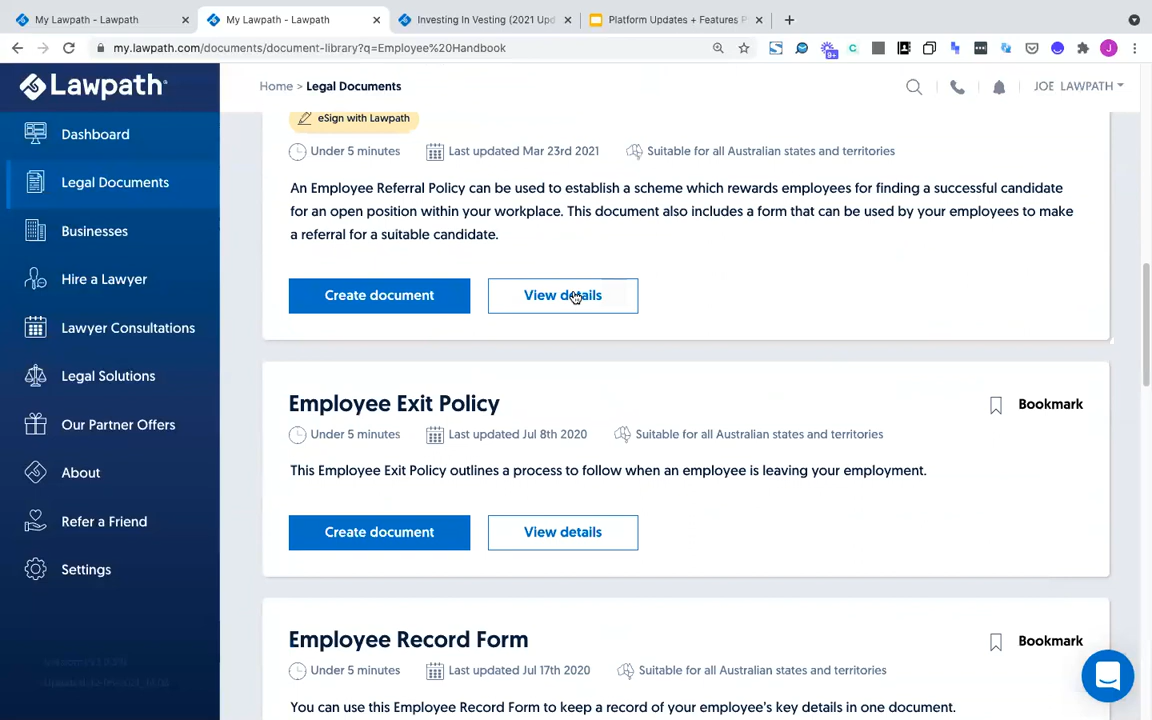 My Lawpath - Lawpath
My Lawpath - Lawpath
Investing In Vesting (2021 Upd
Platform Updates + Features P
my.lawpath.com/documents/document-library?q=Employee%20Handbook
9+
C
J
Lawpath
Home > Legal Documents
JOE LAWPATH
Dashboard
Legal Documents
Businesses
Hire a Lawyer
Lawyer Consultations
Legal Solutions
Our Partner Offers
About
Refer a Friend
Settings
eSign with Lawpath
Under 5 minutes Last updated Mar 23rd 2021 Suitable for all Australian states and territories
An Employee Referral Policy can be used to establish a scheme which rewards employees for finding a successful candidate
for an open position within your workplace. This document also includes a form that can be used by your employees to make
a referral for a suitable candidate.
Create document View details
Employee Exit Policy Bookmark
Under 5 minutes Last updated Jul 8th 2020 Suitable for all Australian states and territories
This Employee Exit Policy outlines a process to follow when an employee is leaving your employment.
Create document View details
Employee Record Form Bookmark
Under 5 minutes Last updated Jul 17th 2020 Suitable for all Australian states and territories
You can use this Employee Record Form to keep a record of your employee's key details in one document.